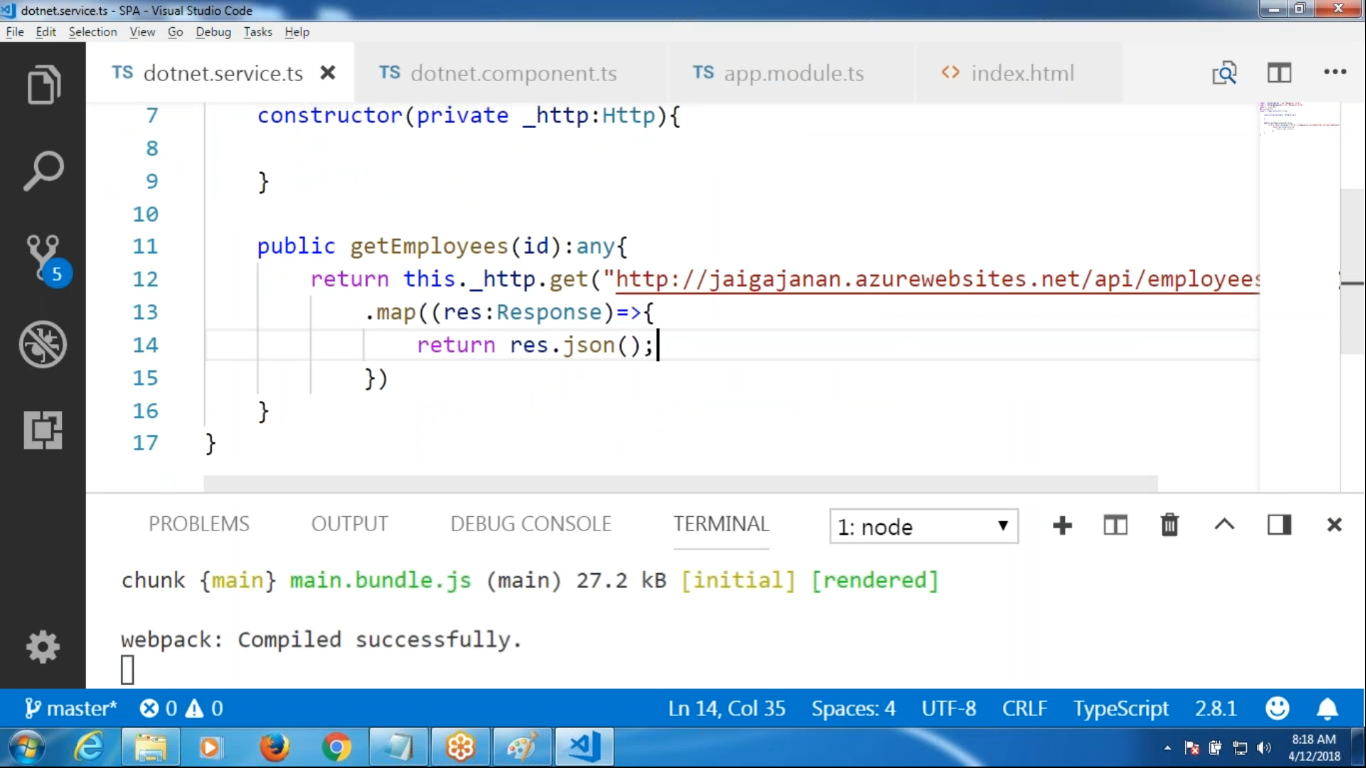 dotnet.service.ts - SPA - Visual Studio Code
File Edit Selection View Go Debug Tasks Help
TS dotnet.service.ts TS dotnet.component.ts TS app.module.ts <> index.html
7 constructor(private _http:Http){
8
9 }
10
11 public getEmployees(id):any{
12 return this._http.get("http://jaigajanan.azurewebsites.net/api/employees
13 .map((res:Response)=>{
14 return res.json();
15 })
16 }
17 }
5
PROBLEMS OUTPUT DEBUG CONSOLE TERMINAL 1: node
chunk {main} main.bundle.js (main) 27.2 kB [initial] [rendered]
webpack: Compiled successfully.
master* 0 0 Ln 14, Col 35 Spaces: 4 UTF-8 CRLF TypeScript 2.8.1
8:18 AM
4/12/2018